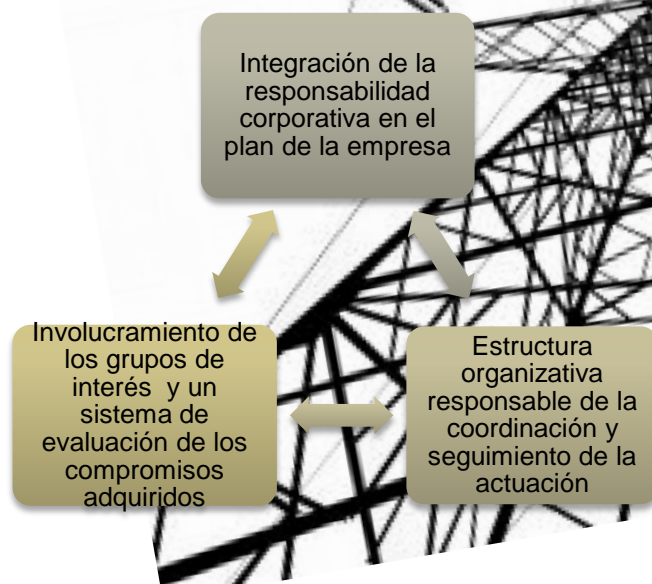 Integración de la
responsabilidad
corporativa en el
plan de la empresa
Involucramiento de
los grupos de
interés y un
sistema de
evaluación de los
compromisos
adquiridos
Estructura
organizativa
responsable de la
coordinación y
seguimiento de la
actuación